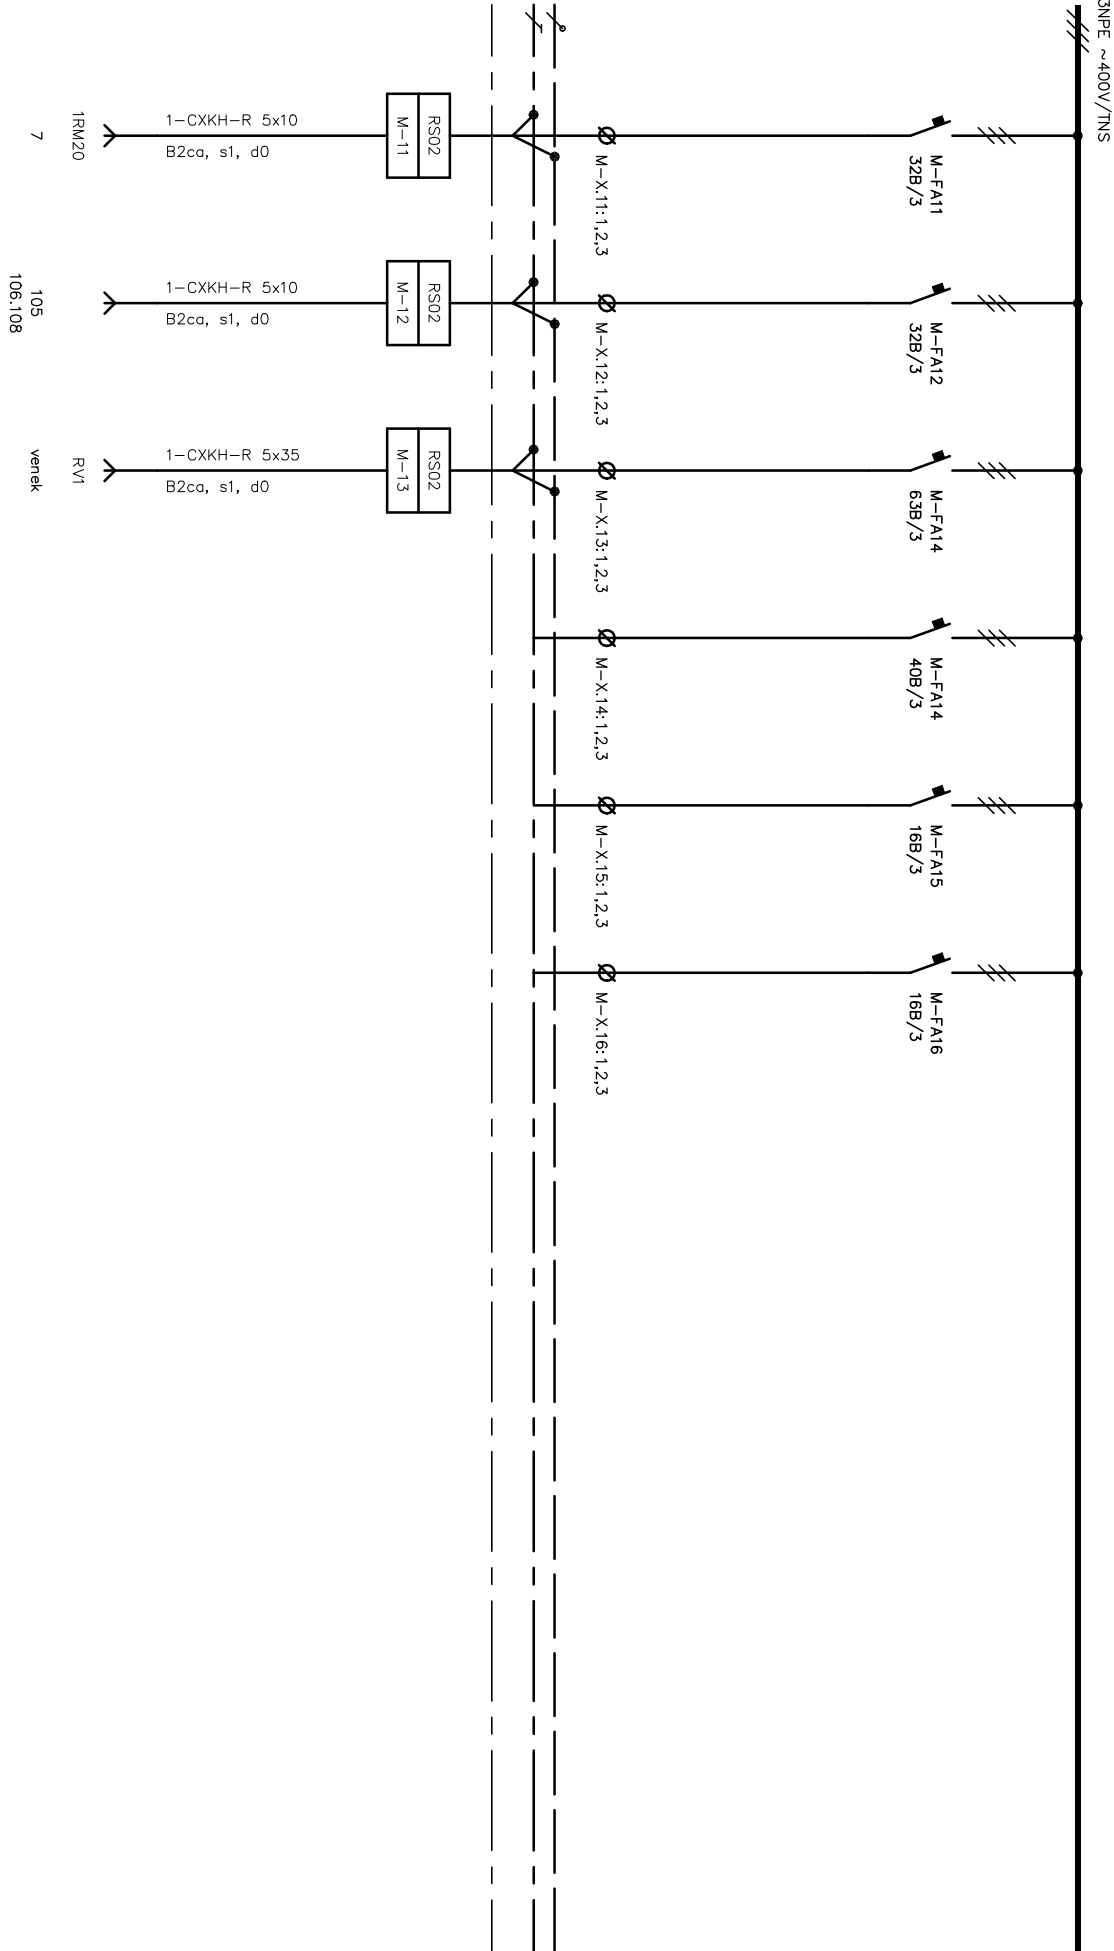 3NPE ~400V/TNS
M-FA11
32B/3
M-FA12
32B/3
M-FA14
63B/3
M-FA14
40B/3
M-FA15
16B/3
M-FA16
16B/3
M-X.11:1,2,3
M-X.12:1,2,3
M-X.13:1,2,3
M-X.14:1,2,3
M-X.15:1,2,3
M-X.16:1,2,3
RS02
M-11
RS02
M-12
RS02
M-13
1-CXKH-R 5x10
B2ca, s1, d0
1-CXKH-R 5x10
B2ca, s1, d0
1-CXKH-R 5x35
B2ca, s1, d0
1RM20
RV1
7
105
106.108
venek